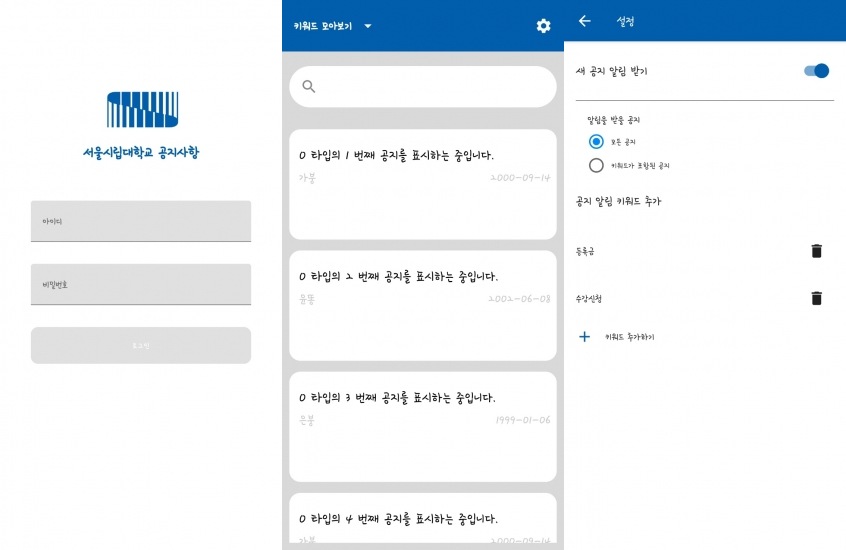 서울시립대학교 공지사항
아이디
비밀번호
로그인
키워드 모아보기
0 타입의 1 번째 공지를 표시하는 중입니다.
가붕 2000-09-14
0 타입의 2 번째 공지를 표시하는 중입니다.
윤똥 2002-06-08
0 타입의 3 번째 공지를 표시하는 중입니다.
은붕 1999-01-06
0 타입의 4 번째 공지를 표시하는 중입니다.
가붕 2000-09-14
설정
새 공지 알림 받기
알림을 받을 공지
모든 공지
키워드가 포함된 공지
공지 알림 키워드 추가
등록금
수강신청
키워드 추가하기